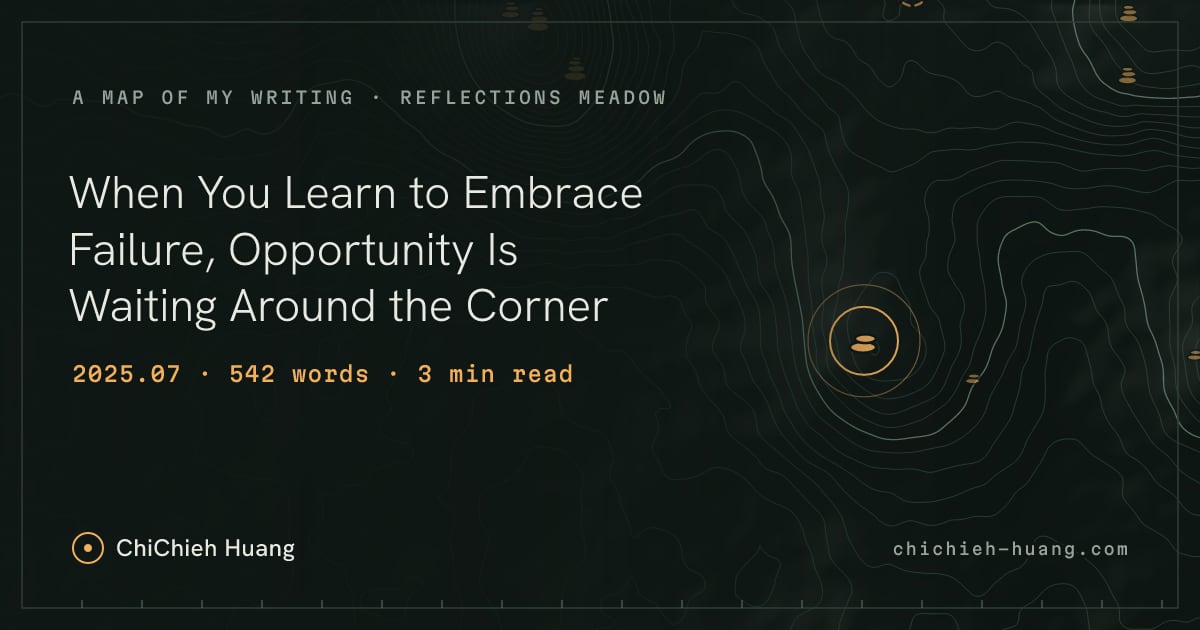 A MAP OF MY WRITING · REFLECTIONS MEADOW
When You Learn to Embrace
Failure, Opportunity Is
Waiting Around the Corner
2025.07 · 542 words · 3 min read
ChiChieh Huang
chichieh-huang.com